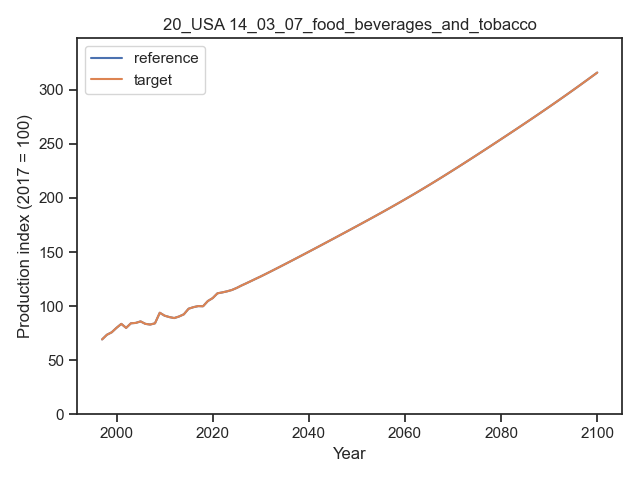 20_USA 14_03_07_food_beverages_and_tobacco
reference
target
Production index (2017 = 100)
300
250
200
150
100
50
0
2000 2020 2040 2060 2080 2100
Year